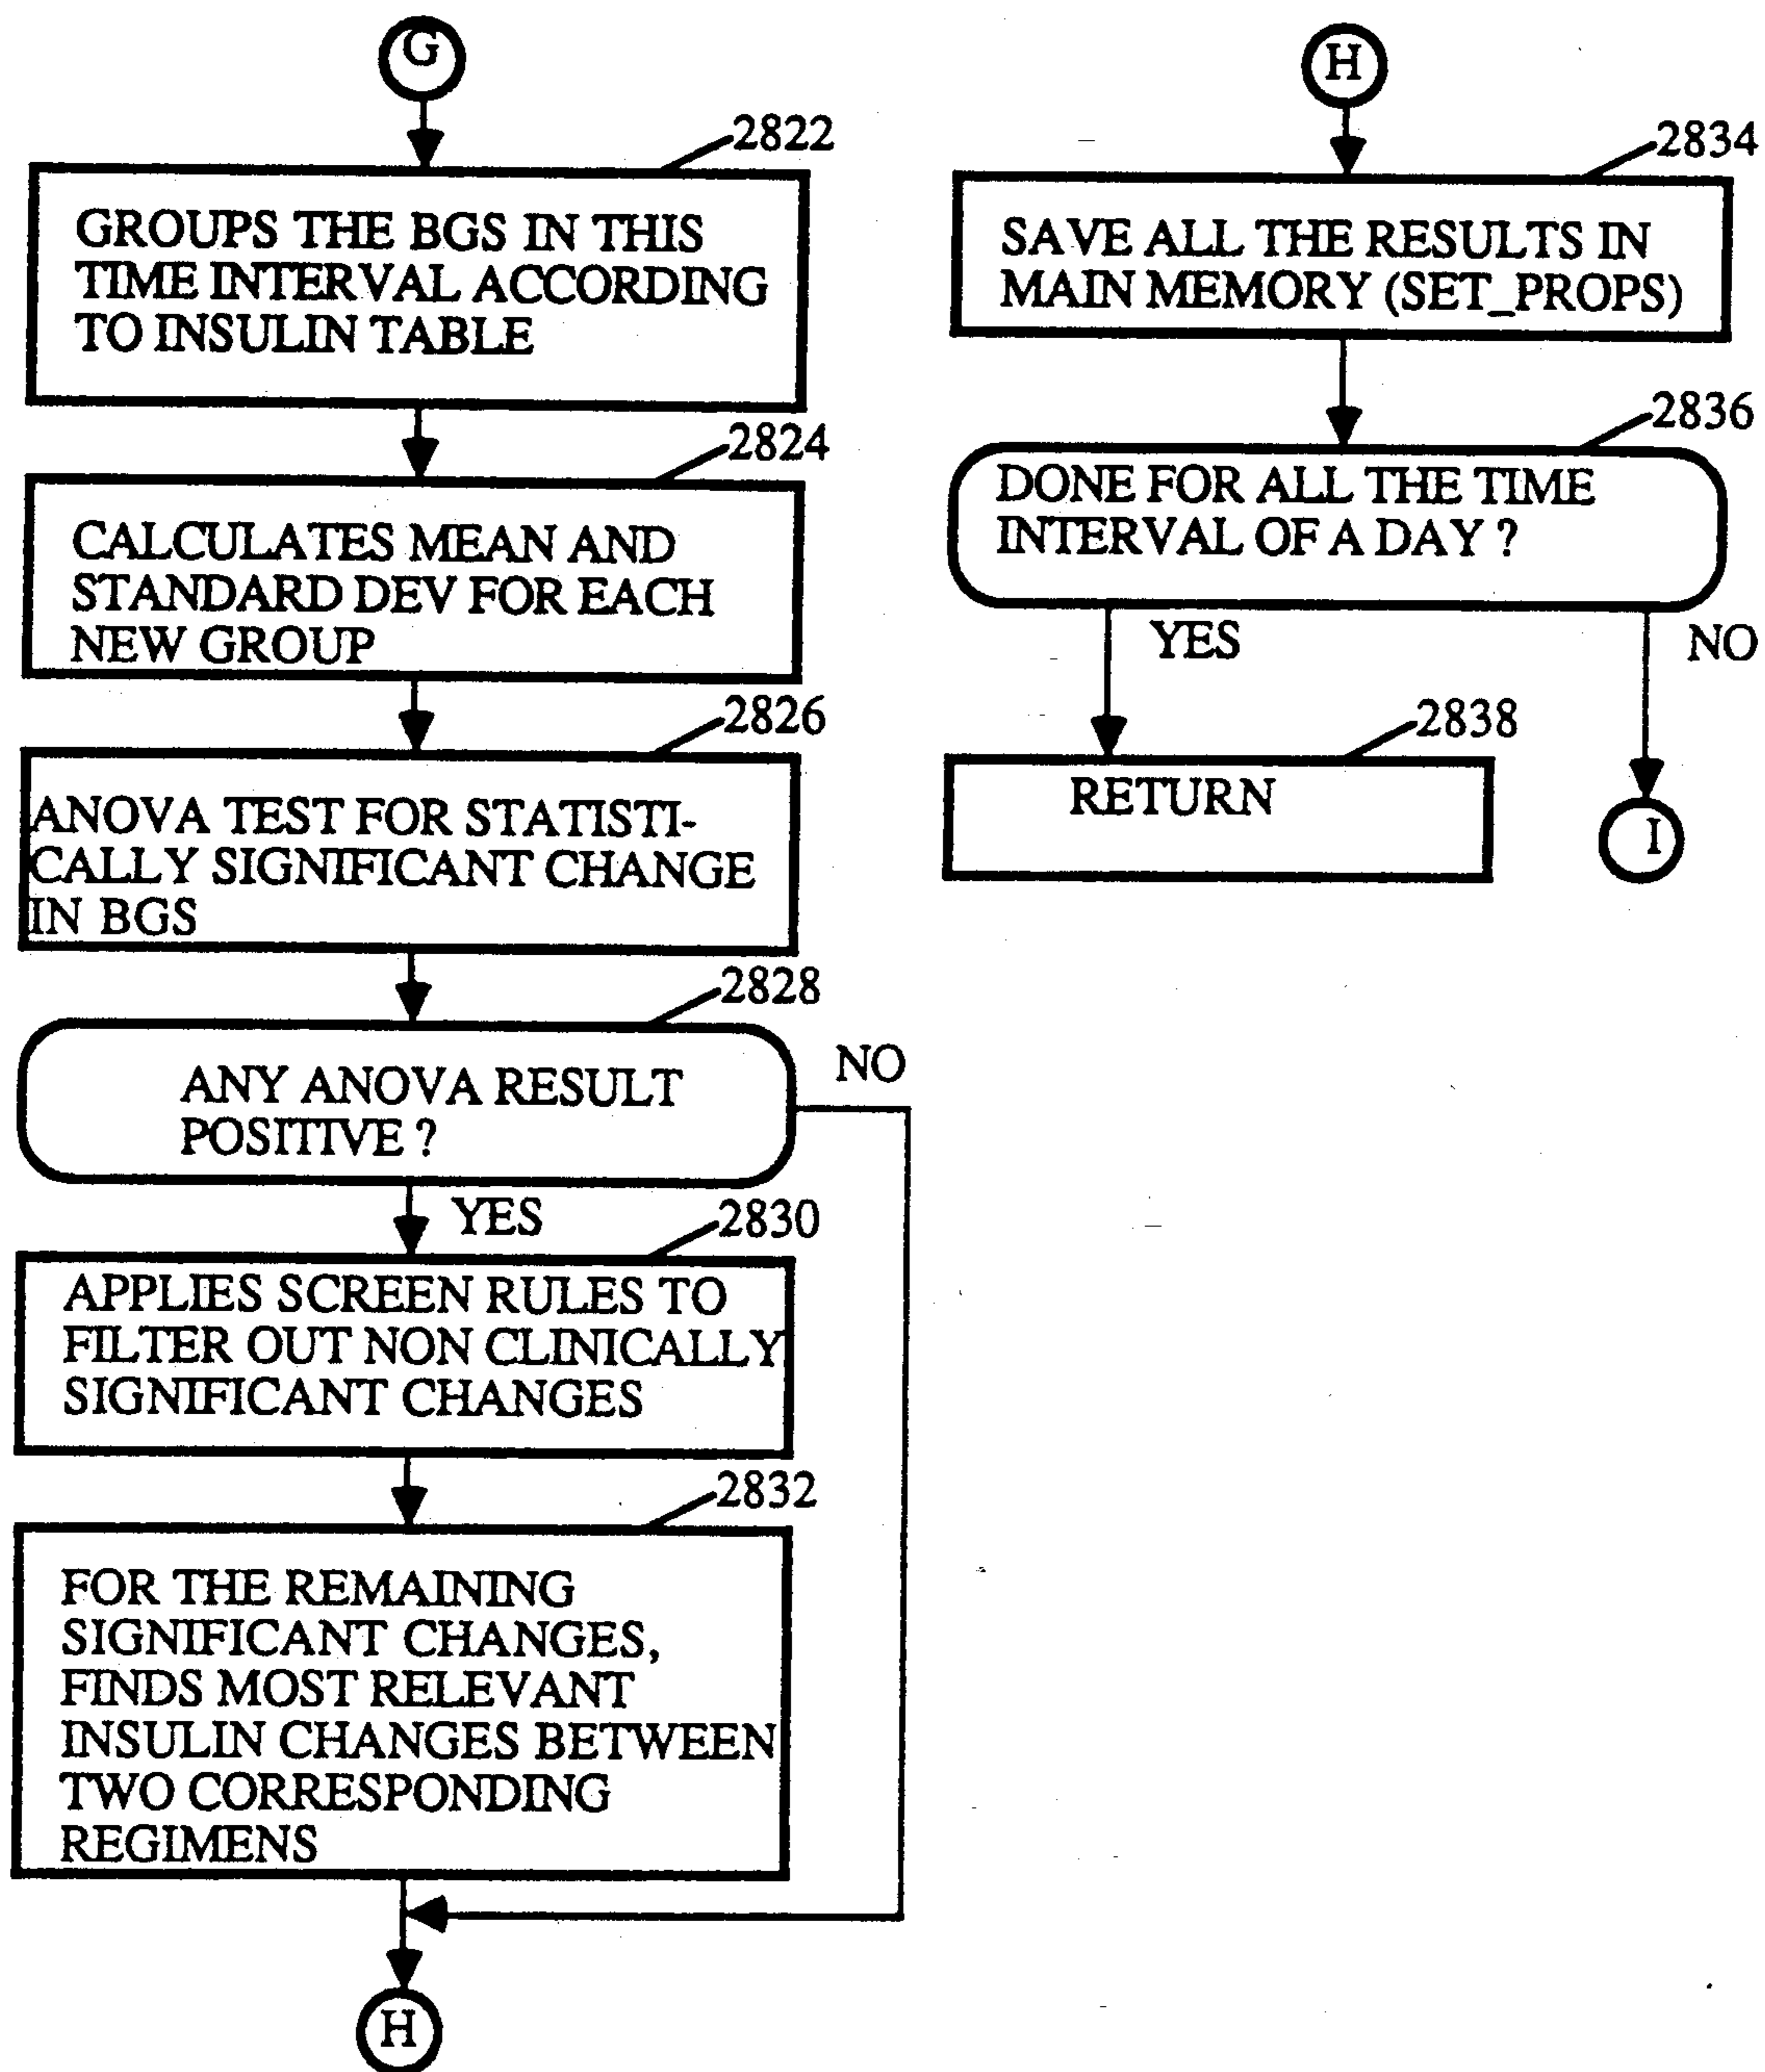 G
2822
GROUPS THE BGS IN THIS
TIME INTERVAL ACCORDING
TO INSULIN TABLE
2824
CALCULATES MEAN AND
STANDARD DEV FOR EACH
NEW GROUP
2826
ANOVA TEST FOR STATISTI-
CALLY SIGNIFICANT CHANGE
IN BGS
2828
ANY ANOVA RESULT
POSITIVE ?
NO
YES
2830
APPLIES SCREEN RULES TO
FILTER OUT NON CLINICALLY
SIGNIFICANT CHANGES
2832
FOR THE REMAINING
SIGNIFICANT CHANGES,
FINDS MOST RELEVANT
INSULIN CHANGES BETWEEN
TWO CORRESPONDING
REGIMENS
H
H
2834
SAVE ALL THE RESULTS IN
MAIN MEMORY (SET_PROPS)
2836
DONE FOR ALL THE TIME
INTERVAL OF A DAY ?
YES
NO
2838
RETURN
I